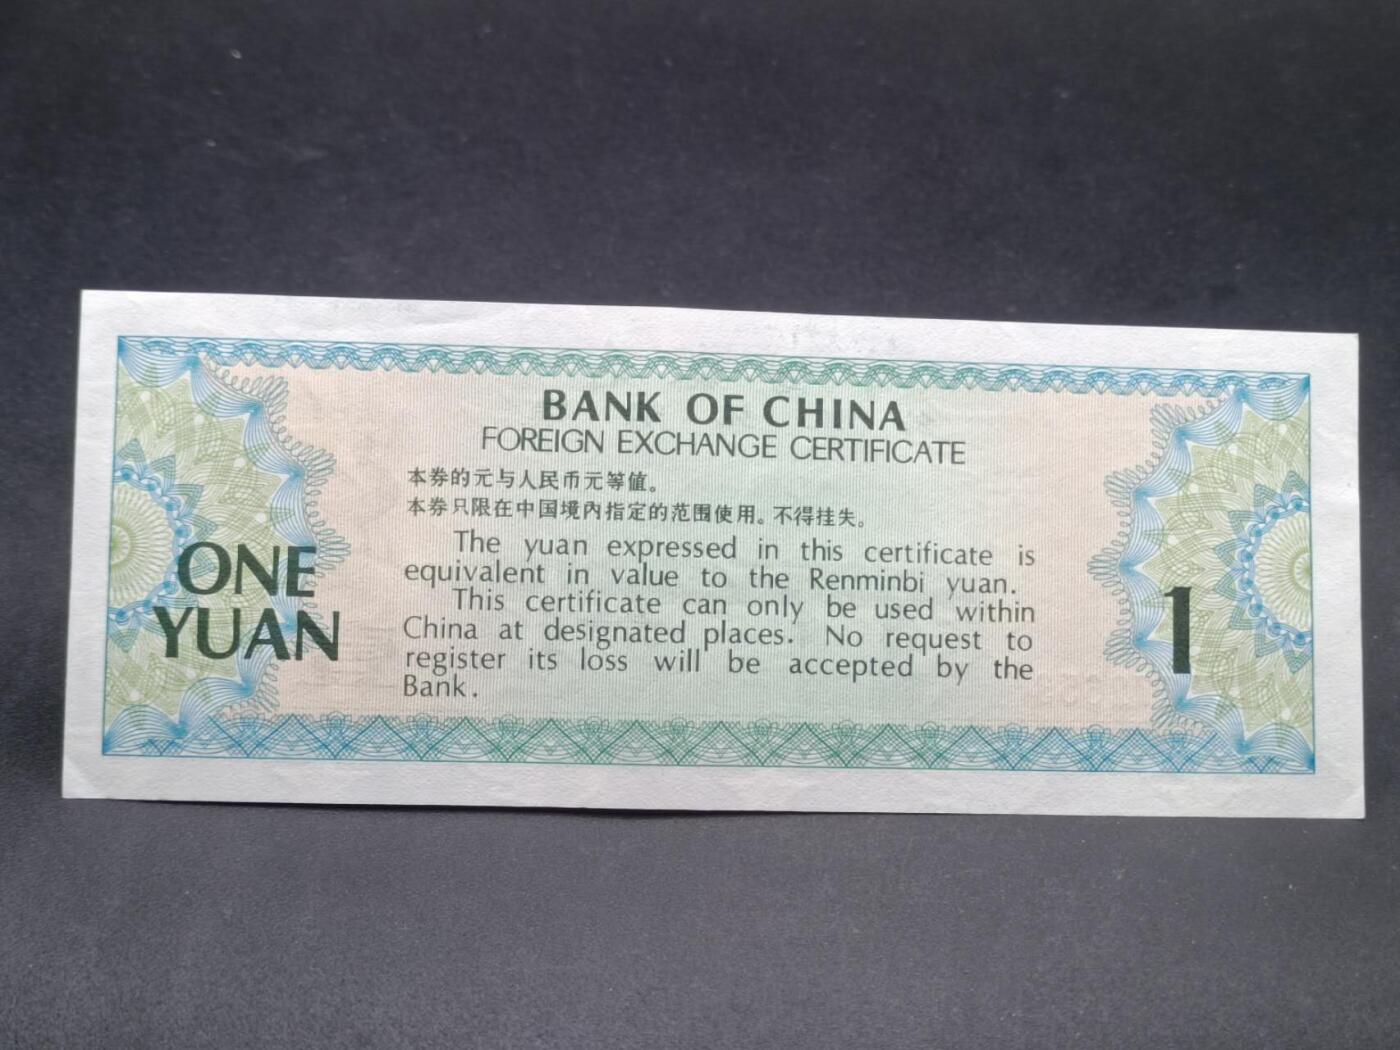 BANK OF CHINA
FOREIGN EXCHANGE CERTIFICATE
本券的元与人民币元等值。
本券只限在中国境内指定的范围使用。不得挂失。
The yuan expressed in this certificate is
equivalent in value to the Renminbi yuan.
This certificate can only be used within
China at designated places. No request to
register its loss will be accepted by the
Bank.
ONE
YUAN
1